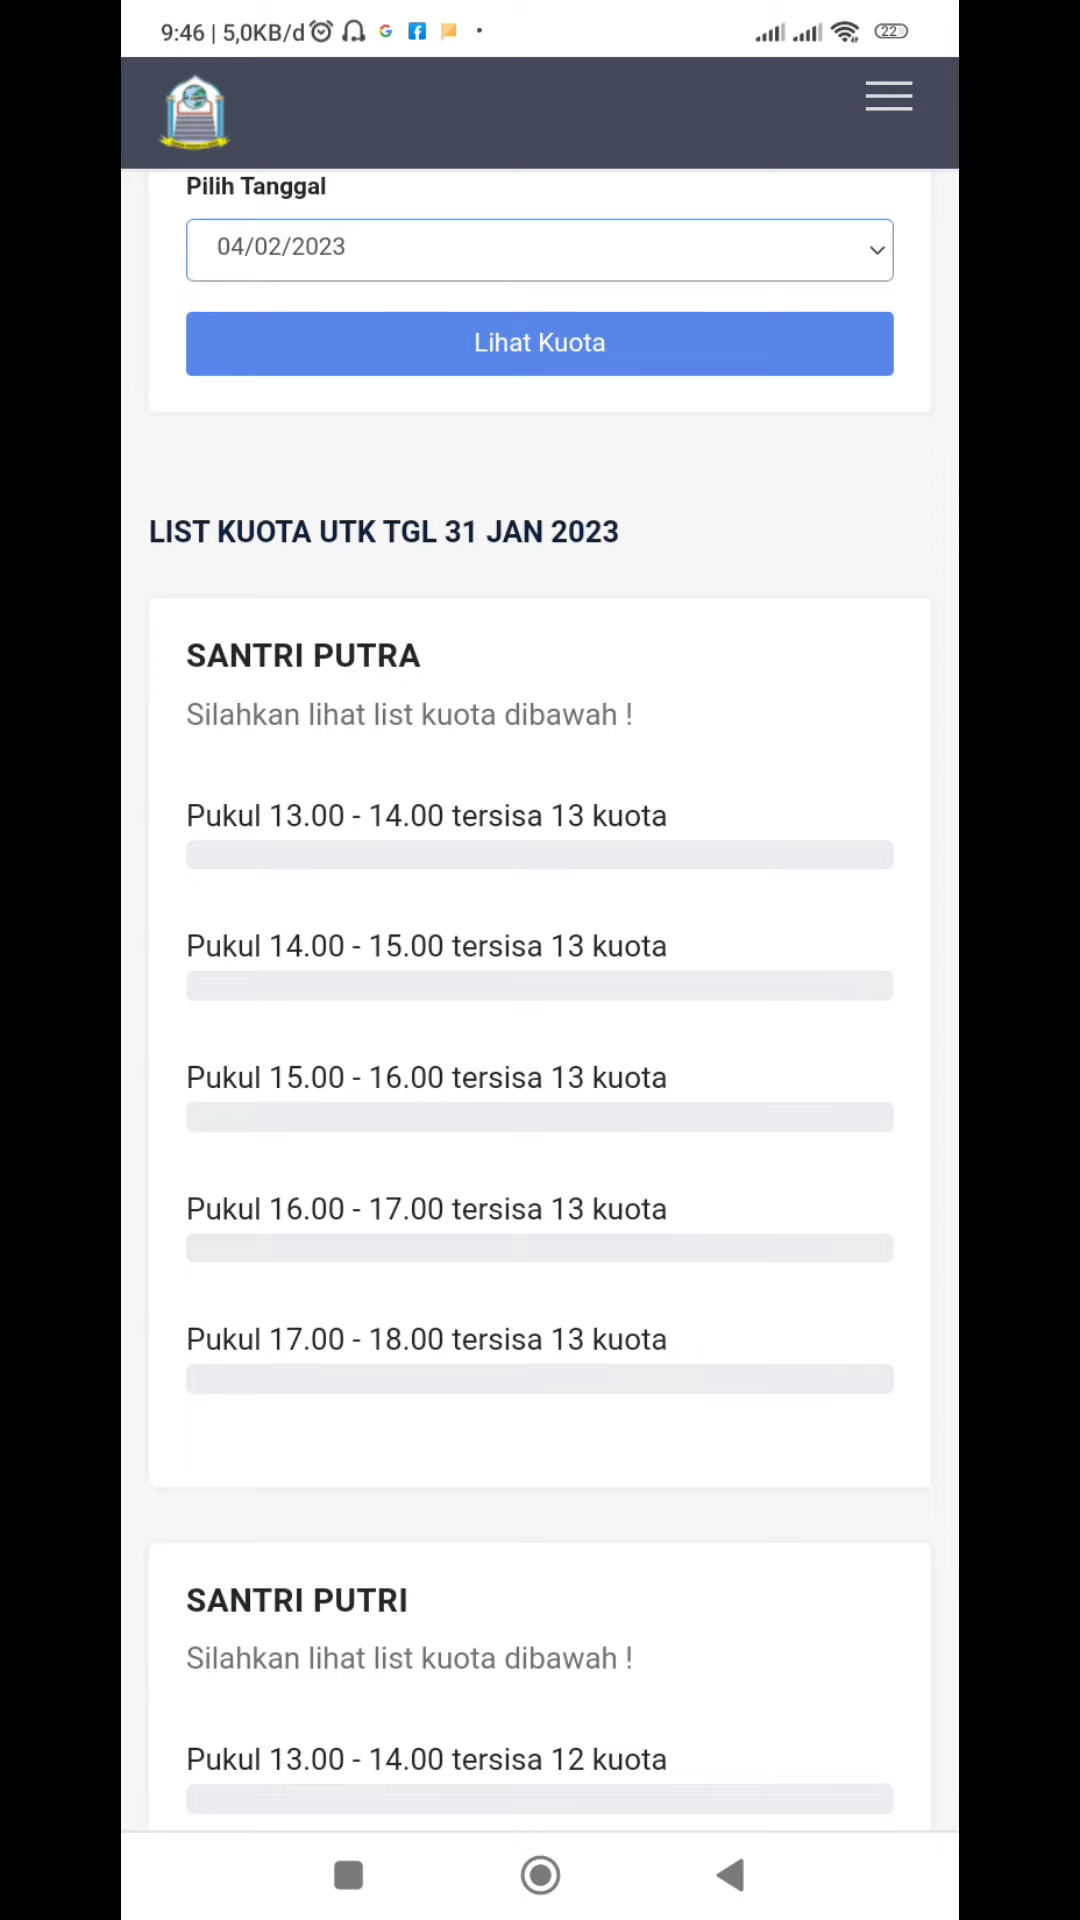 9:46 | 5,0KB/d
22
Pilih Tanggal
04/02/2023
Lihat Kuota
LIST KUOTA UTK TGL 31 JAN 2023
SANTRI PUTRA
Silahkan lihat list kuota dibawah !
Pukul 13.00 - 14.00 tersisa 13 kuota
Pukul 14.00 - 15.00 tersisa 13 kuota
Pukul 15.00 - 16.00 tersisa 13 kuota
Pukul 16.00 - 17.00 tersisa 13 kuota
Pukul 17.00 - 18.00 tersisa 13 kuota
SANTRI PUTRI
Silahkan lihat list kuota dibawah !
Pukul 13.00 - 14.00 tersisa 12 kuota